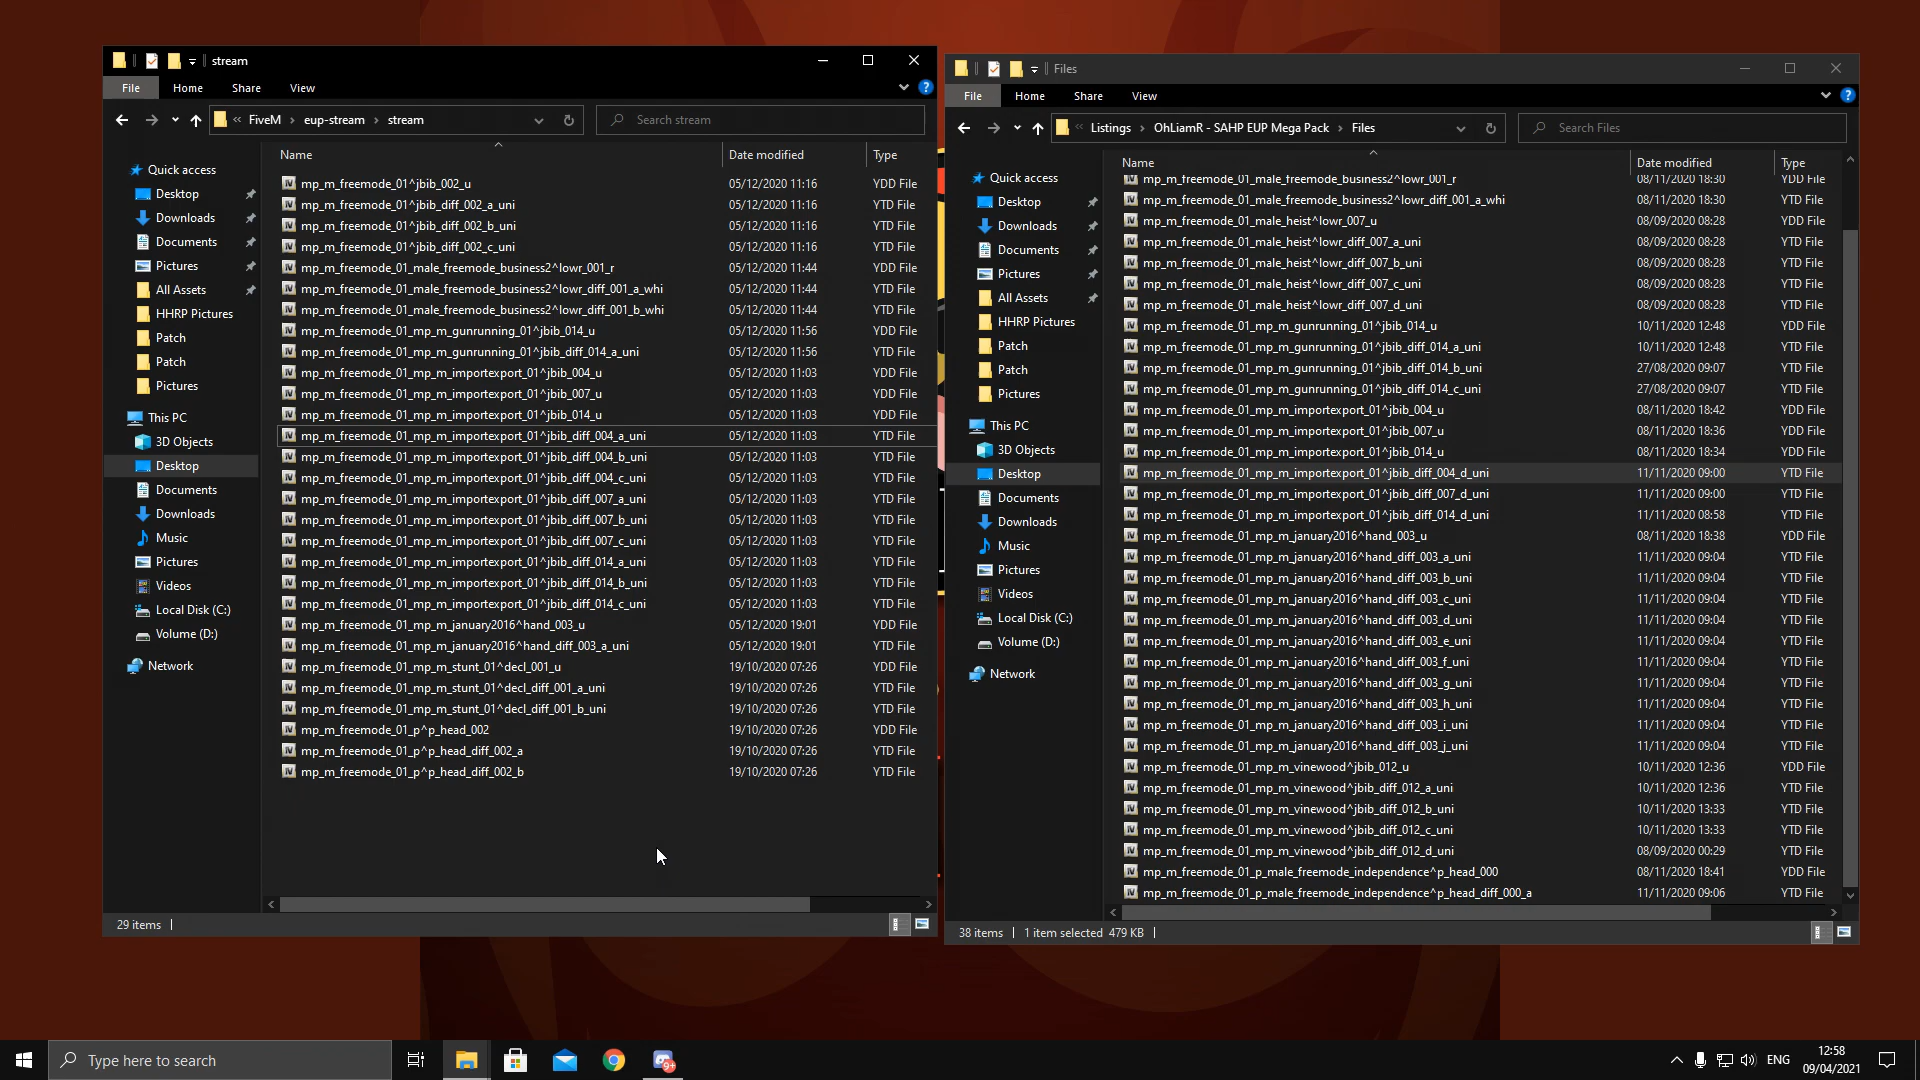 stream
File Home Share View
FiveM > eup-stream > stream
Search stream
Name Date modified Type
Quick access
Desktop
Downloads
Documents
Pictures
All Assets
HHRP Pictures
Patch
Patch
Pictures
This PC
3D Objects
Desktop
Documents
Downloads
Music
Pictures
Videos
Local Disk (C:)
Volume (D:)
Network
mp_m_freemode_01^jbib_002_u 05/12/2020 11:16 YDD File
mp_m_freemode_01^jbib_diff_002_a_uni 05/12/2020 11:16 YTD File
mp_m_freemode_01^jbib_diff_002_b_uni 05/12/2020 11:16 YTD File
mp_m_freemode_01^jbib_diff_002_c_uni 05/12/2020 11:16 YTD File
mp_m_freemode_01_male_freemode_business2^lowr_001_r 05/12/2020 11:44 YDD File
mp_m_freemode_01_male_freemode_business2^lowr_diff_001_a_whi 05/12/2020 11:44 YTD File
mp_m_freemode_01_male_freemode_business2^lowr_diff_001_b_whi 05/12/2020 11:44 YTD File
mp_m_freemode_01_mp_m_gunrunning_01^jbib_014_u 05/12/2020 11:56 YDD File
mp_m_freemode_01_mp_m_gunrunning_01^jbib_diff_014_a_uni 05/12/2020 11:56 YTD File
mp_m_freemode_01_mp_m_importexport_01^jbib_004_u 05/12/2020 11:03 YDD File
mp_m_freemode_01_mp_m_importexport_01^jbib_007_u 05/12/2020 11:03 YDD File
mp_m_freemode_01_mp_m_importexport_01^jbib_014_u 05/12/2020 11:03 YDD File
mp_m_freemode_01_mp_m_importexport_01^jbib_diff_004_a_uni 05/12/2020 11:03 YTD File
mp_m_freemode_01_mp_m_importexport_01^jbib_diff_004_b_uni 05/12/2020 11:03 YTD File
mp_m_freemode_01_mp_m_importexport_01^jbib_diff_004_c_uni 05/12/2020 11:03 YTD File
mp_m_freemode_01_mp_m_importexport_01^jbib_diff_007_a_uni 05/12/2020 11:03 YTD File
mp_m_freemode_01_mp_m_importexport_01^jbib_diff_007_b_uni 05/12/2020 11:03 YTD File
mp_m_freemode_01_mp_m_importexport_01^jbib_diff_007_c_uni 05/12/2020 11:03 YTD File
mp_m_freemode_01_mp_m_importexport_01^jbib_diff_014_a_uni 05/12/2020 11:03 YTD File
mp_m_freemode_01_mp_m_importexport_01^jbib_diff_014_b_uni 05/12/2020 11:03 YTD File
mp_m_freemode_01_mp_m_importexport_01^jbib_diff_014_c_uni 05/12/2020 11:03 YTD File
mp_m_freemode_01_mp_m_january2016^hand_003_u 05/12/2020 19:01 YDD File
mp_m_freemode_01_mp_m_january2016^hand_diff_003_a_uni 05/12/2020 19:01 YTD File
mp_m_freemode_01_mp_m_stunt_01^decl_001_u 19/10/2020 07:26 YDD File
mp_m_freemode_01_mp_m_stunt_01^decl_diff_001_a_uni 19/10/2020 07:26 YTD File
mp_m_freemode_01_mp_m_stunt_01^decl_diff_001_b_uni 19/10/2020 07:26 YTD File
mp_m_freemode_01_p^p_head_002 19/10/2020 07:26 YDD File
mp_m_freemode_01_p^p_head_diff_002_a 19/10/2020 07:26 YTD File
mp_m_freemode_01_p^p_head_diff_002_b 19/10/2020 07:26 YTD File
29 items
Files
File Home Share View
Listings > OhLiamR - SAHP EUP Mega Pack > Files
Search Files
Name Date modified Type
Quick access
Desktop
Downloads
Documents
Pictures
All Assets
HHRP Pictures
Patch
Patch
Pictures
This PC
3D Objects
Desktop
Documents
Downloads
Music
Pictures
Videos
Local Disk (C:)
Volume (D:)
Network
mp_m_freemode_01_male_freemode_business2^lowr_001_r 08/11/2020 18:30 YDD File
mp_m_freemode_01_male_freemode_business2^lowr_diff_001_a_whi 08/11/2020 18:30 YTD File
mp_m_freemode_01_male_heist^lowr_007_u 08/09/2020 08:28 YDD File
mp_m_freemode_01_male_heist^lowr_diff_007_a_uni 08/09/2020 08:28 YTD File
mp_m_freemode_01_male_heist^lowr_diff_007_b_uni 08/09/2020 08:28 YTD File
mp_m_freemode_01_male_heist^lowr_diff_007_c_uni 08/09/2020 08:28 YTD File
mp_m_freemode_01_male_heist^lowr_diff_007_d_uni 08/09/2020 08:28 YTD File
mp_m_freemode_01_mp_m_gunrunning_01^jbib_014_u 10/11/2020 12:48 YDD File
mp_m_freemode_01_mp_m_gunrunning_01^jbib_diff_014_a_uni 10/11/2020 12:48 YTD File
mp_m_freemode_01_mp_m_gunrunning_01^jbib_diff_014_b_uni 27/08/2020 09:07 YTD File
mp_m_freemode_01_mp_m_gunrunning_01^jbib_diff_014_c_uni 27/08/2020 09:07 YTD File
mp_m_freemode_01_mp_m_importexport_01^jbib_004_u 08/11/2020 18:42 YDD File
mp_m_freemode_01_mp_m_importexport_01^jbib_007_u 08/11/2020 18:36 YDD File
mp_m_freemode_01_mp_m_importexport_01^jbib_014_u 08/11/2020 18:34 YDD File
mp_m_freemode_01_mp_m_importexport_01^jbib_diff_004_d_uni 11/11/2020 09:00 YTD File
mp_m_freemode_01_mp_m_importexport_01^jbib_diff_007_d_uni 11/11/2020 09:00 YTD File
mp_m_freemode_01_mp_m_importexport_01^jbib_diff_014_d_uni 11/11/2020 08:58 YTD File
mp_m_freemode_01_mp_m_january2016^hand_003_u 08/11/2020 18:38 YDD File
mp_m_freemode_01_mp_m_january2016^hand_diff_003_a_uni 11/11/2020 09:04 YTD File
mp_m_freemode_01_mp_m_january2016^hand_diff_003_b_uni 11/11/2020 09:04 YTD File
mp_m_freemode_01_mp_m_january2016^hand_diff_003_c_uni 11/11/2020 09:04 YTD File
mp_m_freemode_01_mp_m_january2016^hand_diff_003_d_uni 11/11/2020 09:04 YTD File
mp_m_freemode_01_mp_m_january2016^hand_diff_003_e_uni 11/11/2020 09:04 YTD File
mp_m_freemode_01_mp_m_january2016^hand_diff_003_f_uni 11/11/2020 09:04 YTD File
mp_m_freemode_01_mp_m_january2016^hand_diff_003_g_uni 11/11/2020 09:04 YTD File
mp_m_freemode_01_mp_m_january2016^hand_diff_003_h_uni 11/11/2020 09:04 YTD File
mp_m_freemode_01_mp_m_january2016^hand_diff_003_i_uni 11/11/2020 09:04 YTD File
mp_m_freemode_01_mp_m_january2016^hand_diff_003_j_uni 11/11/2020 09:04 YTD File
mp_m_freemode_01_mp_m_vinewood^jbib_012_u 10/11/2020 12:36 YDD File
mp_m_freemode_01_mp_m_vinewood^jbib_diff_012_a_uni 10/11/2020 12:36 YTD File
mp_m_freemode_01_mp_m_vinewood^jbib_diff_012_b_uni 10/11/2020 13:33 YTD File
mp_m_freemode_01_mp_m_vinewood^jbib_diff_012_c_uni 10/11/2020 13:33 YTD File
mp_m_freemode_01_mp_m_vinewood^jbib_diff_012_d_uni 08/09/2020 00:29 YTD File
mp_m_freemode_01_p_male_freemode_independence^p_head_000 08/11/2020 18:41 YDD File
mp_m_freemode_01_p_male_freemode_independence^p_head_diff_000_a 11/11/2020 09:06 YTD File
38 items 1 item selected 479 KB
Type here to search
9+
ENG
12:58
09/04/2021